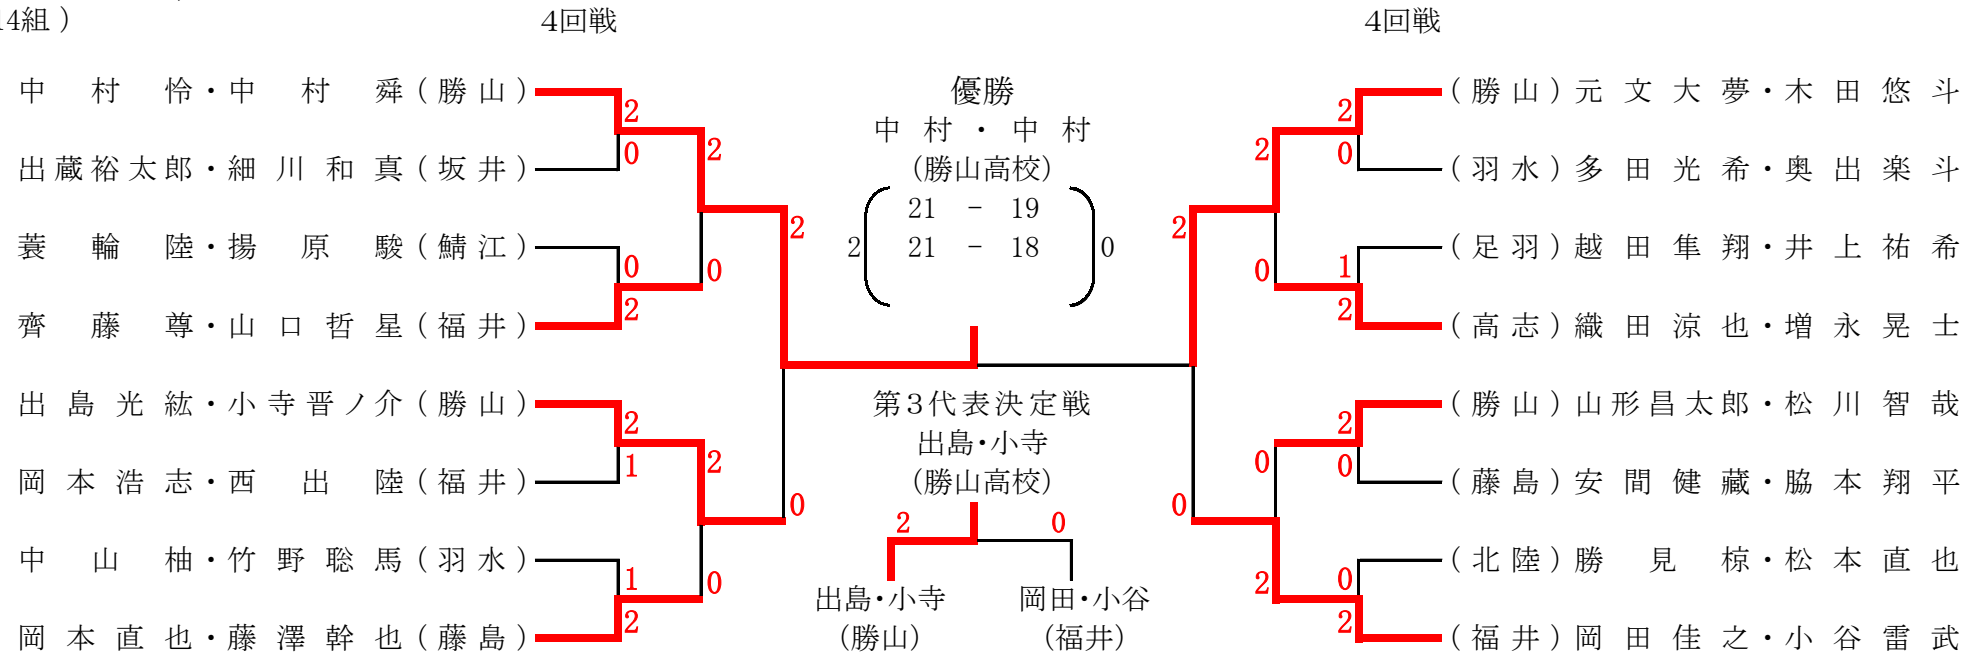 14組 )
4回戦 4回戦
中村怜・中村舜(勝山)
2
0
2
出蔵裕太郎・細川和真(坂井)
蓑輪陸・揚原駿(鯖江)
0
2
0
齊藤尊・山口哲星(福井)
2
出島光紘・小寺晋ノ介(勝山)
2
1
2
岡本浩志・西出陸(福井)
中山柚・竹野聡馬(羽水)
1
2
0
岡本直也・藤澤幹也(藤島)
0
優勝
中村・中村
(勝山高校)
21 － 19
2 21 － 18 0
第3代表決定戦
出島・小寺
(勝山高校)
2 0
出島・小寺 岡田・小谷
(勝山) (福井)
(勝山)元文大夢・木田悠斗
2
0
2
(羽水)多田光希・奥出楽斗
(足羽)越田隼翔・井上祐希
1
2
0
(高志)織田涼也・増永晃士
2
(勝山)山形昌太郎・松川智哉
2
0
0
(藤島)安間健藏・脇本翔平
(北陸)勝見椋・松本直也
0
2
2
(福井)岡田佳之・小谷雷武
0